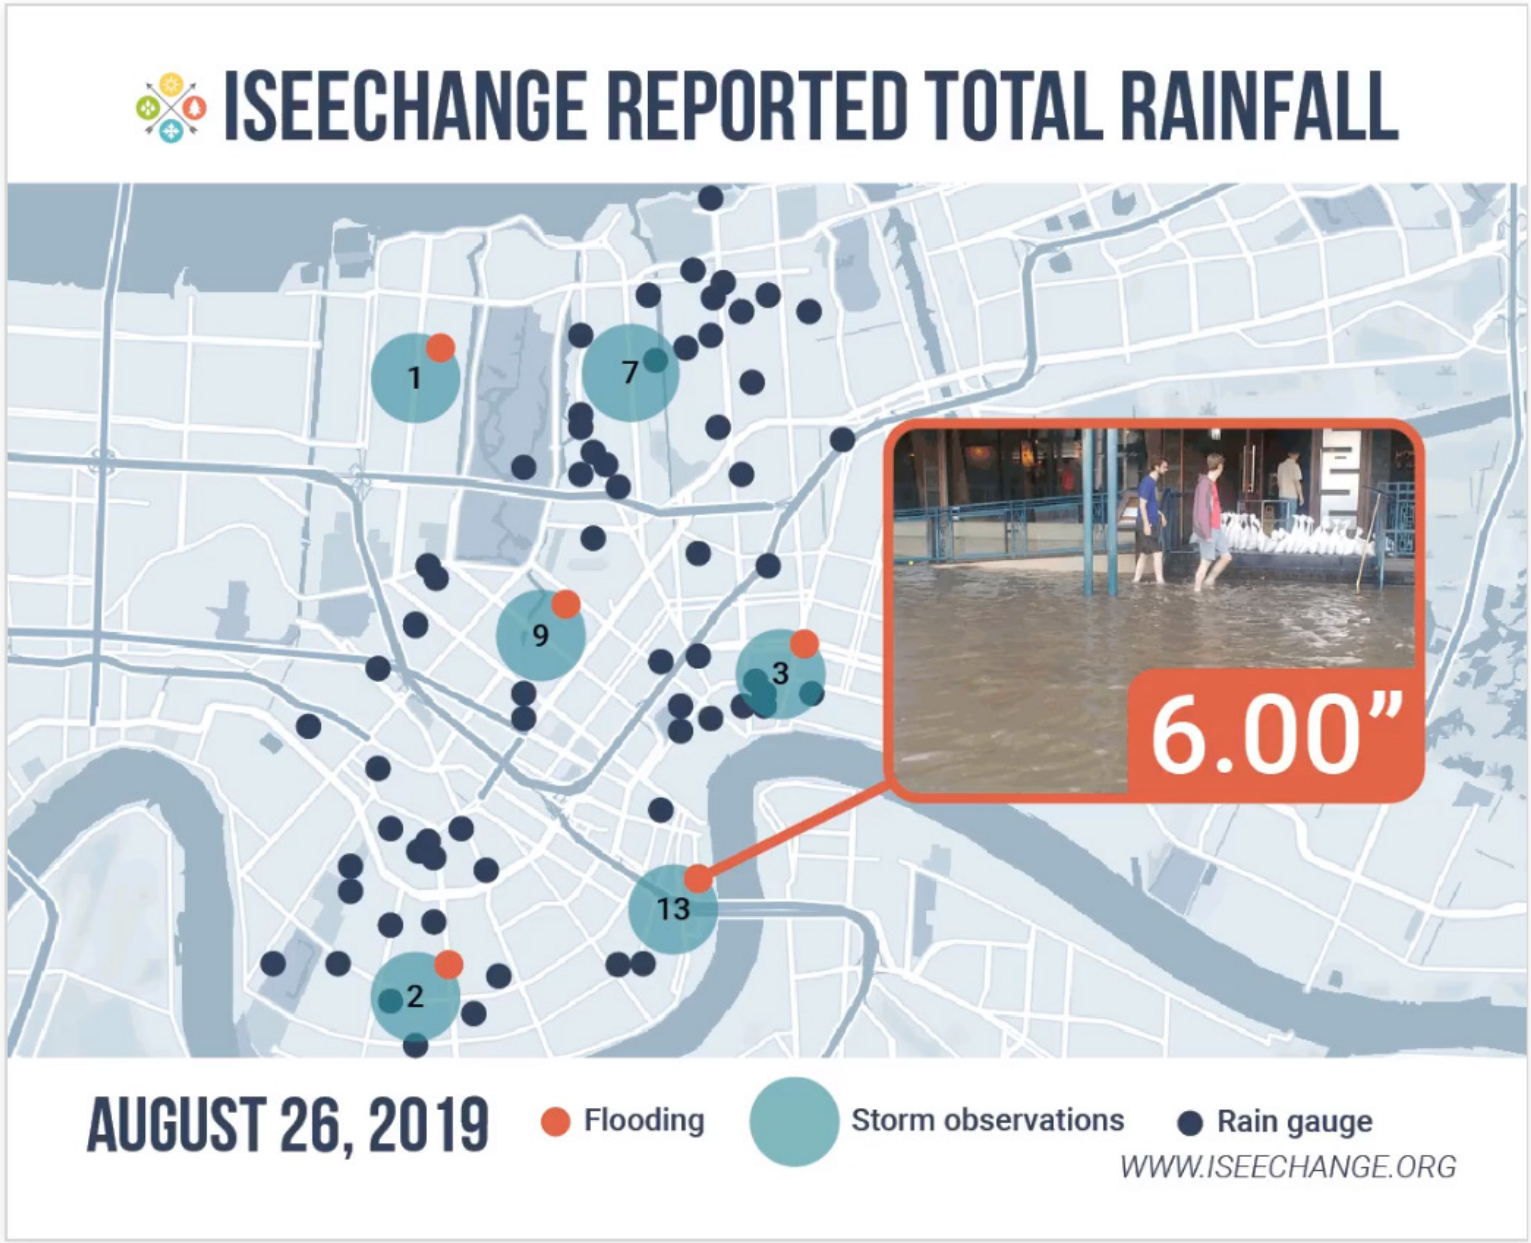 ISEECHANGE REPORTED TOTAL RAINFALL
1
7
9
3
6.00”
13
2
AUGUST 26, 2019
Flooding
Storm observations
Rain gauge
WWW.ISEECHANGE.ORG